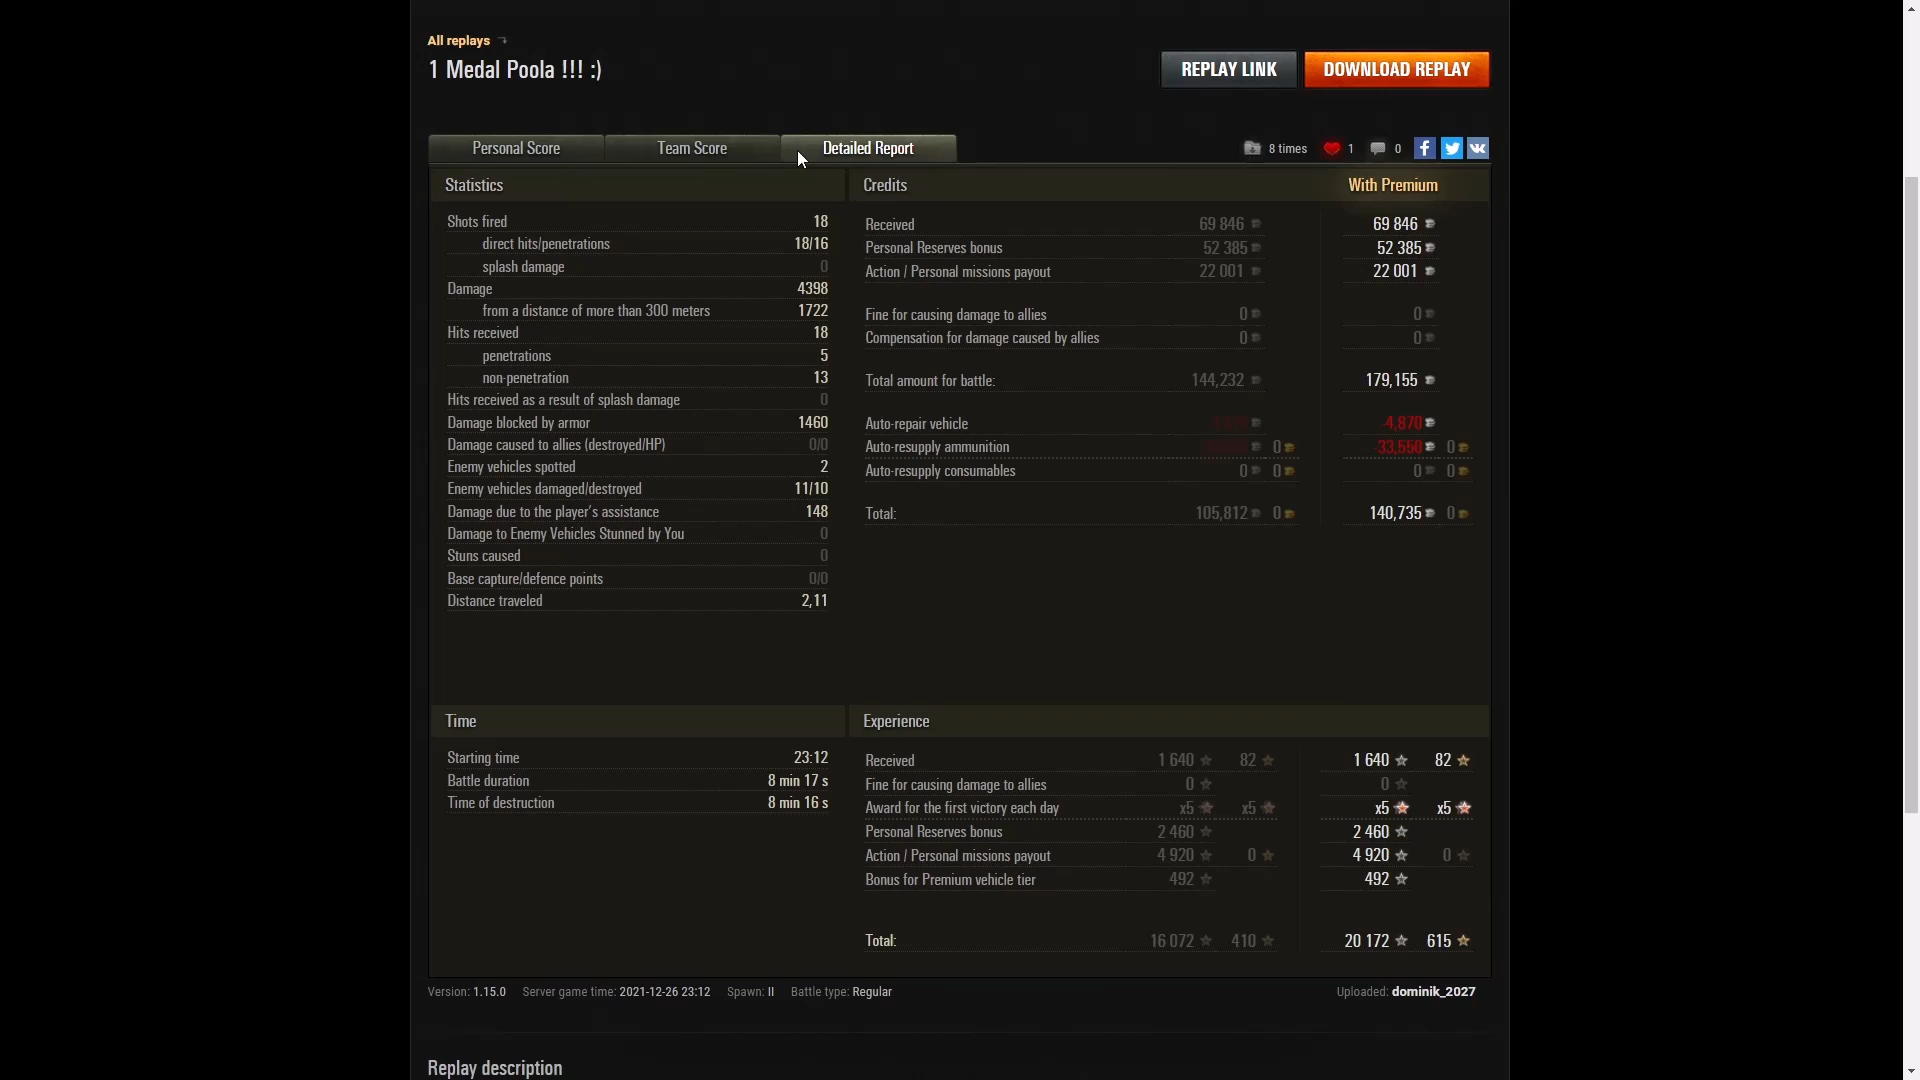 All replays
1 Medal Poola !!! :)
REPLAY LINK
DOWNLOAD REPLAY
Personal Score
Team Score
Detailed Report
8 times
1
0
Statistics
Shots fired 18
direct hits/penetrations 18/16
splash damage 0
Damage 4398
from a distance of more than 300 meters 1722
Hits received 18
penetrations 5
non-penetration 13
Hits received as a result of splash damage 0
Damage blocked by armor 1460
Damage caused to allies (destroyed/HP) 0/0
Enemy vehicles spotted 2
Enemy vehicles damaged/destroyed 11/10
Damage due to the player's assistance 148
Damage to Enemy Vehicles Stunned by You 0
Stuns caused 0
Base capture/defence points 0/0
Distance traveled 2,11
Credits With Premium
Received 69 846 69 846
Personal Reserves bonus 52 385 52 385
Action / Personal missions payout 22 001 22 001
Fine for causing damage to allies 0 0
Compensation for damage caused by allies 0 0
Total amount for battle: 144,232 179,155
Auto-repair vehicle -4,870
Auto-resupply ammunition 0 -33,550 0
Auto-resupply consumables 0 0 0 0
Total: 105,812 0 140,735 0
Time
Starting time 23:12
Battle duration 8 min 17 s
Time of destruction 8 min 16 s
Experience
Received 1 640 82 1 640 82
Fine for causing damage to allies 0 0
Award for the first victory each day x5 x5 x5 x5
Personal Reserves bonus 2 460 2 460
Action / Personal missions payout 4 920 0 4 920 0
Bonus for Premium vehicle tier 492 492
Total: 16 072 410 20 172 615
Version: 1.15.0 Server game time: 2021-12-26 23:12 Spawn: II Battle type: Regular
Uploaded: dominik_2027
Replay description